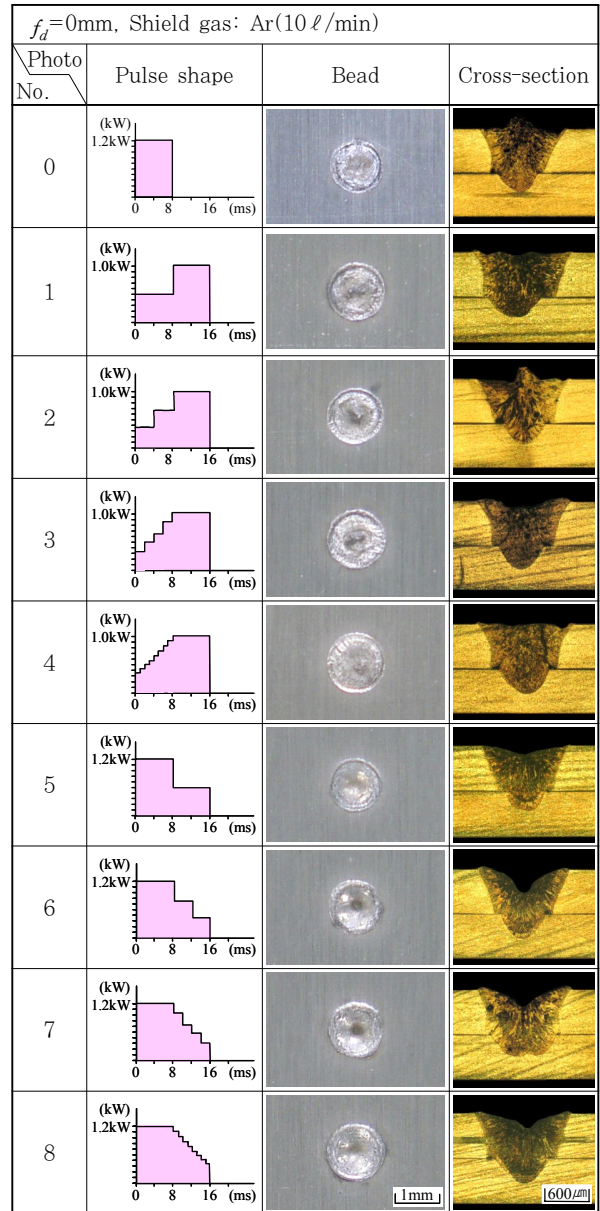 f_d=0mm, Shield gas: Ar(10ℓ/min)
Photo No. Pulse shape Bead Cross-section
0
(kW)
1.2kW
0 8 16 (ms)
1
(kW)
1.0kW
0 8 16 (ms)
2
(kW)
1.0kW
0 8 16 (ms)
3
(kW)
1.0kW
0 8 16 (ms)
4
(kW)
1.0kW
0 8 16 (ms)
5
(kW)
1.2kW
0 8 16 (ms)
6
(kW)
1.2kW
0 8 16 (ms)
7
(kW)
1.2kW
0 8 16 (ms)
8
(kW)
1.2kW
0 8 16 (ms)
1mm
600㎛